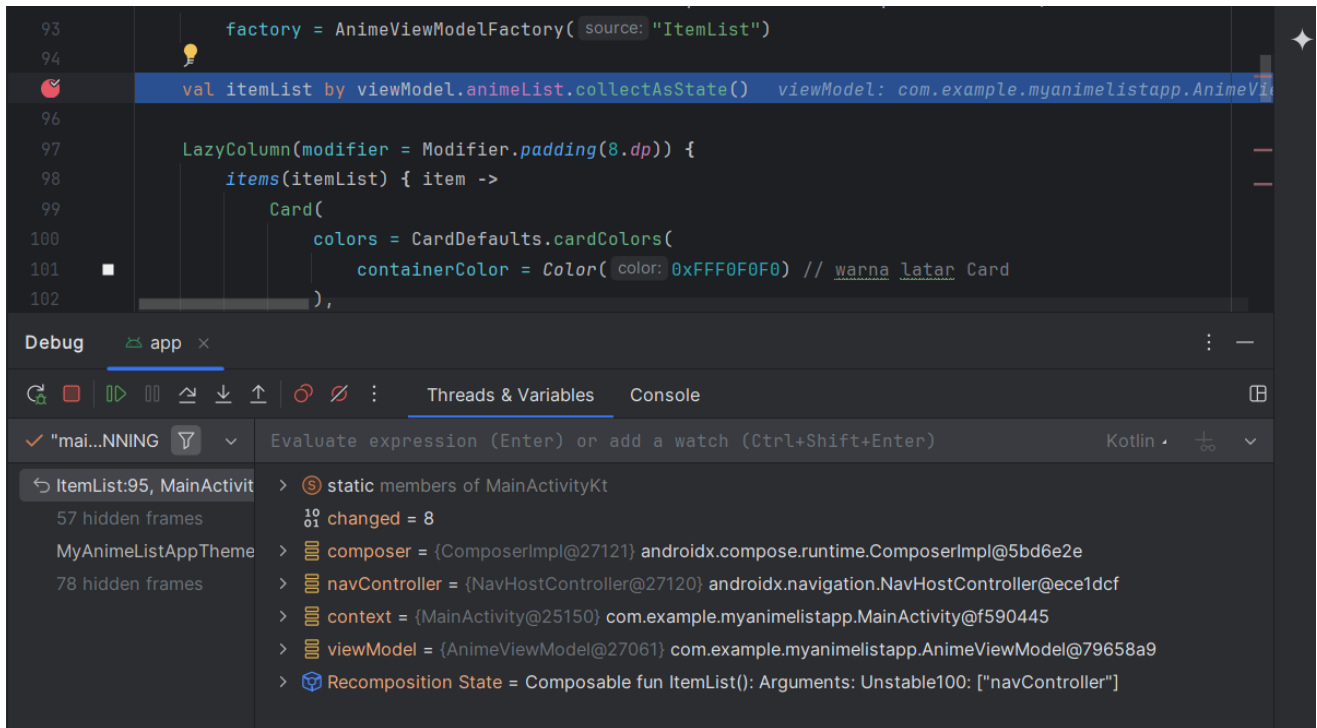 93 factory = AnimeViewModelFactory( source: "ItemList")
94
val itemList by viewModel.animeList.collectAsState() viewModel: com.example.myanimelistapp.AnimeVi
96
97 LazyColumn(modifier = Modifier.padding(8.dp)) {
98 items(itemList) { item ->
99 Card(
100 colors = CardDefaults.cardColors(
101 containerColor = Color( color: 0xFFF0F0F0) // warna latar Card
102 ),
Debug app
Threads & Variables Console
"mai...NNING Evaluate expression (Enter) or add a watch (Ctrl+Shift+Enter) Kotlin
ItemList:95, MainActivit
57 hidden frames
MyAnimeListAppTheme
78 hidden frames
static members of MainActivityKt
changed = 8
composer = {ComposerImpl@27121} androidx.compose.runtime.ComposerImpl@5bd6e2e
navController = {NavHostController@27120} androidx.navigation.NavHostController@ece1dcf
context = {MainActivity@25150} com.example.myanimelistapp.MainActivity@f590445
viewModel = {AnimeViewModel@27061} com.example.myanimelistapp.AnimeViewModel@79658a9
Recomposition State = Composable fun ItemList(): Arguments: Unstable100: ["navController"]